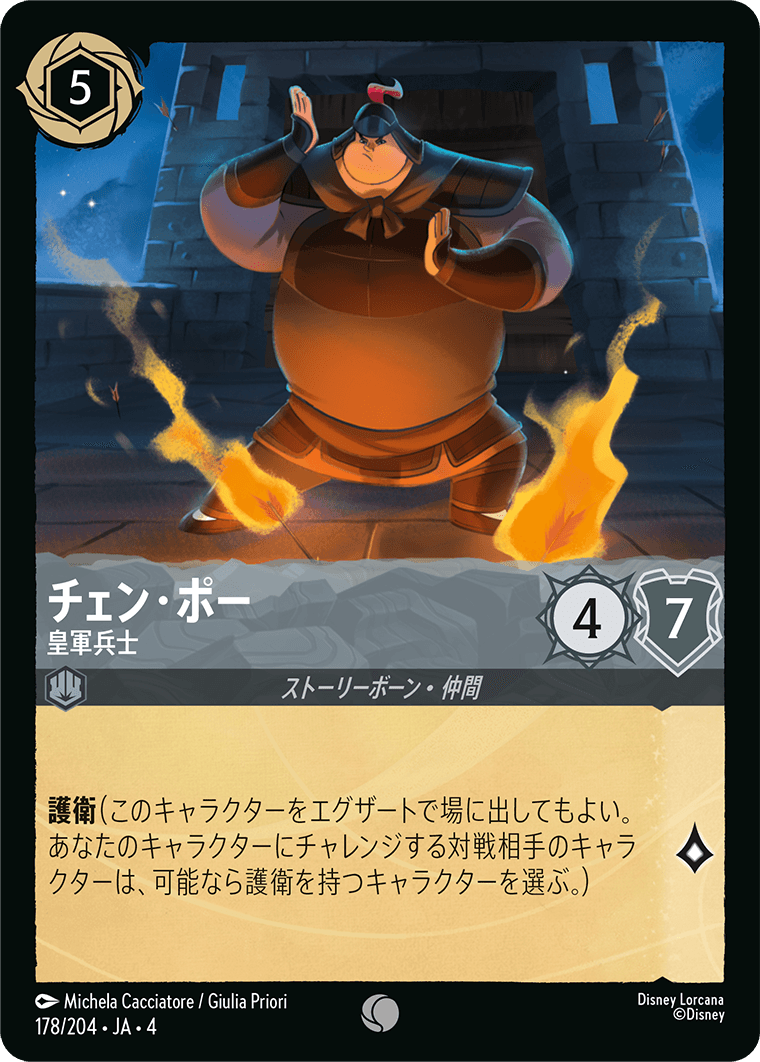 5
チェン・ポー
皇軍兵士
4
7
ストーリーボーン・仲間
護衛(このキャラクターをエグザートで場に出してもよい。
あなたのキャラクターにチャレンジする対戦相手のキャラ
クターは、可能なら護衛を持つキャラクターを選ぶ。)
Michela Cacciatore / Giulia Priori
178/204・JA・4
Disney Lorcana
©Disney